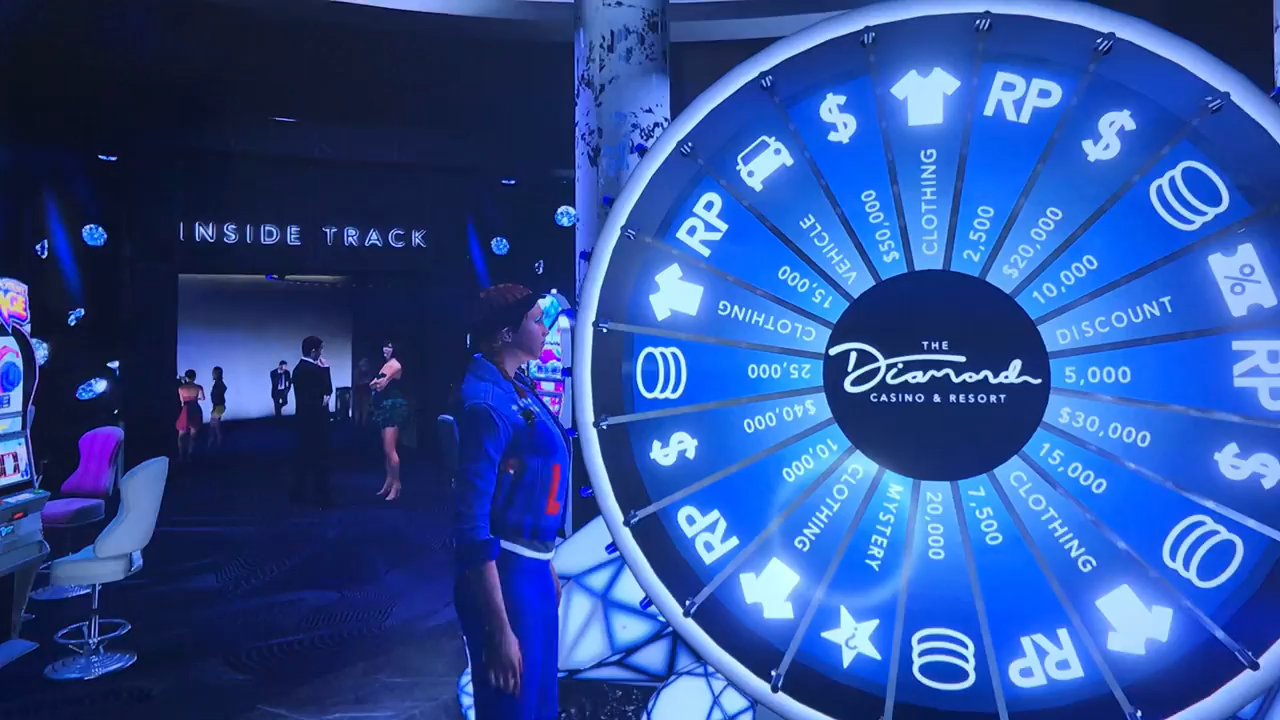 INSIDE TRACK
THE
Diamond
CASINO & RESORT
CLOTHING
RP
2,500
$
$20,000
10,000
%
DISCOUNT
RP
5,000
$
$30,000
15,000
CLOTHING
RP
7,500
20,000
?
MYSTERY
CLOTHING
RP
10,000
$
$40,000
25,000
CLOTHING
RP
15,000
VEHICLE
$
$50,000